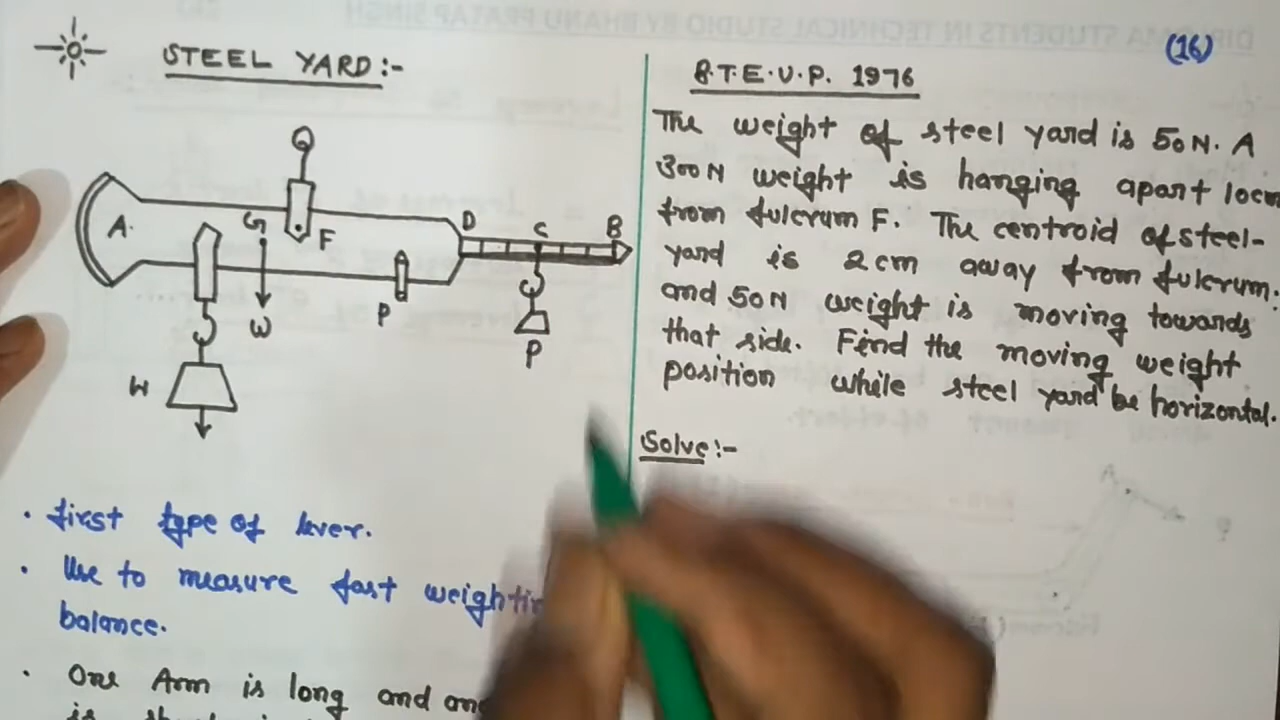 (16)
STEEL YARD:-
Q
A
G
F
D
C
B
W
P
P
W
• first type of lever.
• Use to measure fast
balance.
• One Arm is long and
is
B.T.E.U.P. 1976
The weight of steel yard is 50N. A
300N weight is hanging apart 10cm
from fulcrum F. The centroid of steel-
yard is 2cm away from fulcrum.
and 50N weight is moving towards
that side. Find the moving weight
position while steel yard be horizontal.
Solve:-